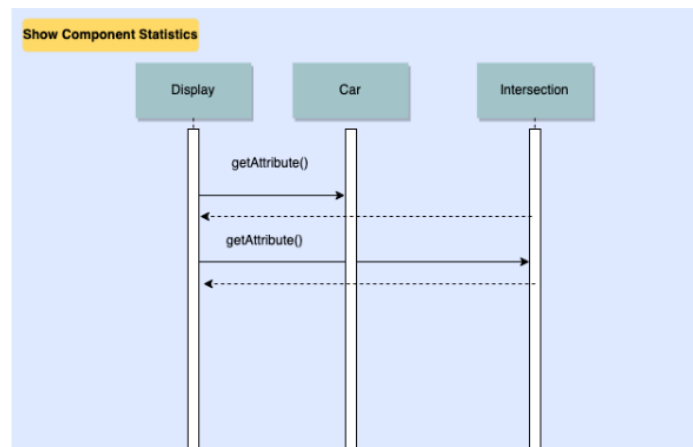 Show Component Statistics
Display
Car
Intersection
getAttribute()
getAttribute()